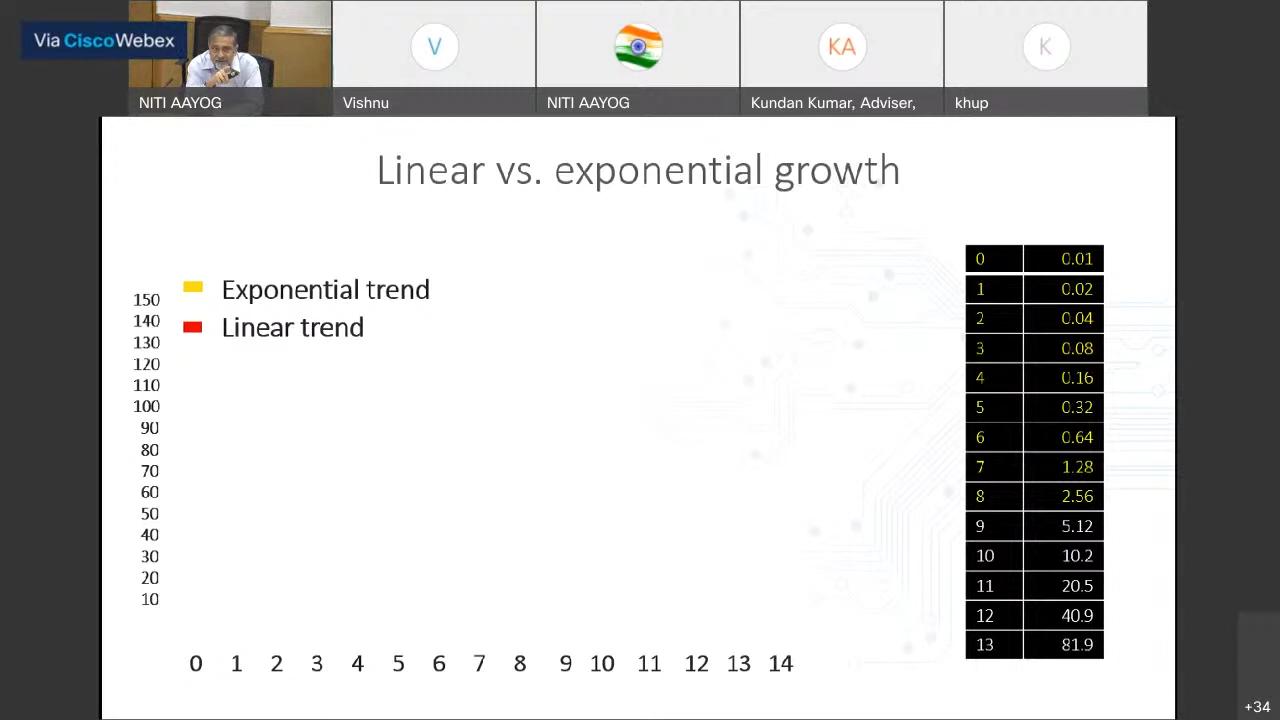 Via Cisco Webex
V
KA
K
NITI AAYOG
Vishnu
NITI AAYOG
Kundan Kumar, Adviser,
khup
Linear vs. exponential growth
Exponential trend
Linear trend
150
140
130
120
110
100
90
80
70
60
50
40
30
20
10
0 1 2 3 4 5 6 7 8 9 10 11 12 13 14
0 0.01
1 0.02
2 0.04
3 0.08
4 0.16
5 0.32
6 0.64
7 1.28
8 2.56
9 5.12
10 10.2
11 20.5
12 40.9
13 81.9
+34